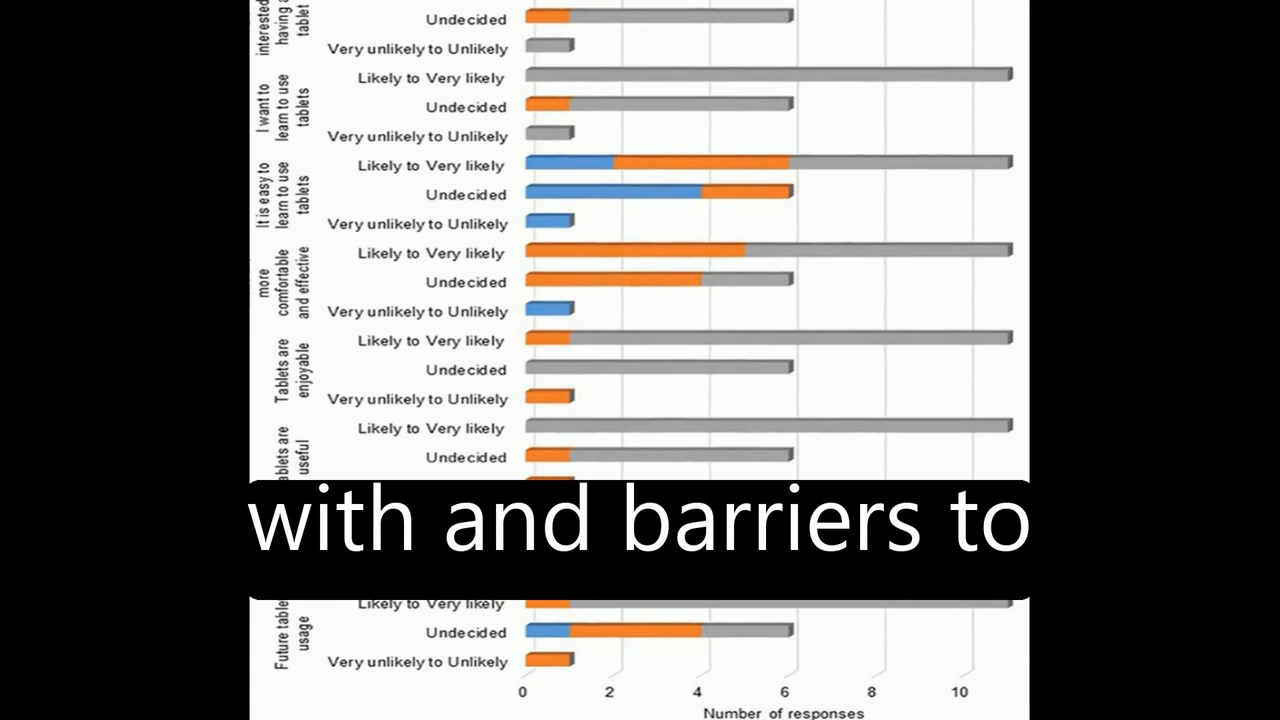 interested
having a
tablet
Undecided
Very unlikely to Unlikely
I want to
learn to use
tablets
Likely to Very likely
Undecided
Very unlikely to Unlikely
It is easy to
learn to use
tablets
Likely to Very likely
Undecided
Very unlikely to Unlikely
more
comfortable
and effective
Likely to Very likely
Undecided
Very unlikely to Unlikely
Tablets are
enjoyable
Likely to Very likely
Undecided
Very unlikely to Unlikely
ablets are
useful
Likely to Very likely
Undecided
with and barriers to
Future table
usage
Likely to Very likely
Undecided
Very unlikely to Unlikely
0 2 4 6 8 10
Number of responses